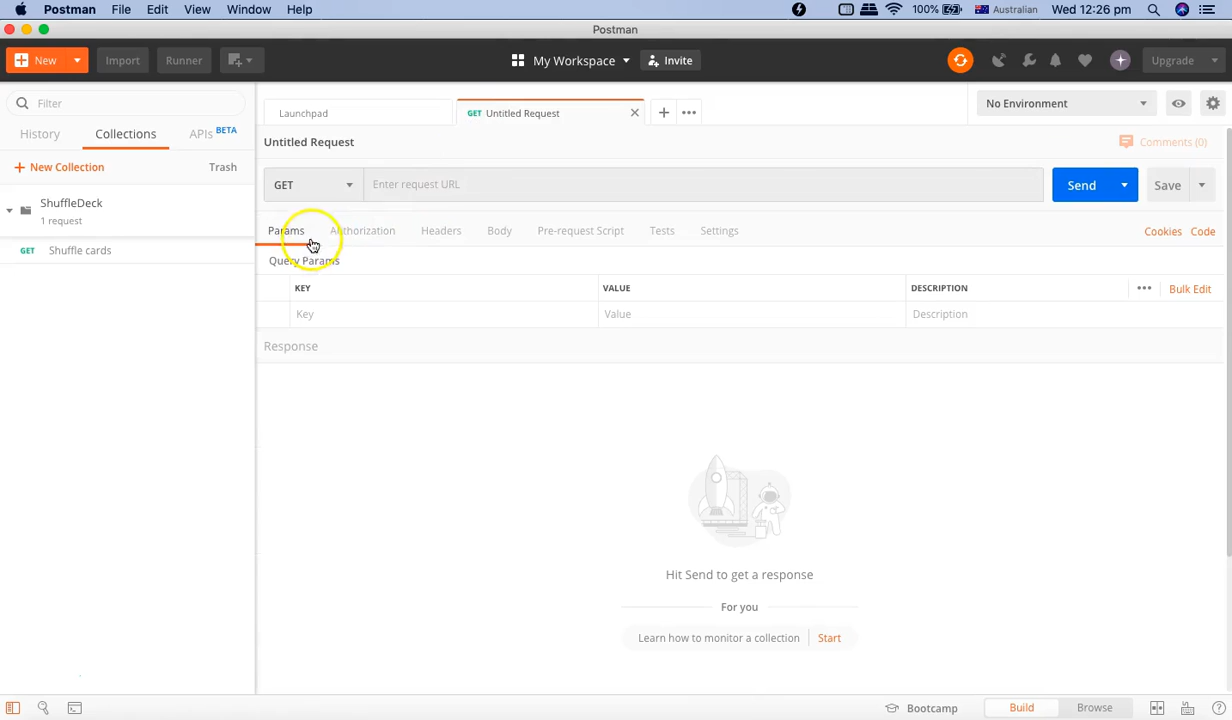 Postman File Edit View Window Help 100% Australian Wed 12:26 pm
Postman
New Import Runner My Workspace Invite Upgrade
Filter
History Collections APIs BETA
New Collection Trash
ShuffleDeck
1 request
GET Shuffle cards
Launchpad GET Untitled Request No Environment
Untitled Request Comments (0)
GET Enter request URL Send Save
Params Authorization Headers Body Pre-request Script Tests Settings Cookies Code
Query Params
KEY VALUE DESCRIPTION Bulk Edit
Key Value Description
Response
Hit Send to get a response
For you
Learn how to monitor a collection Start
Bootcamp Build Browse